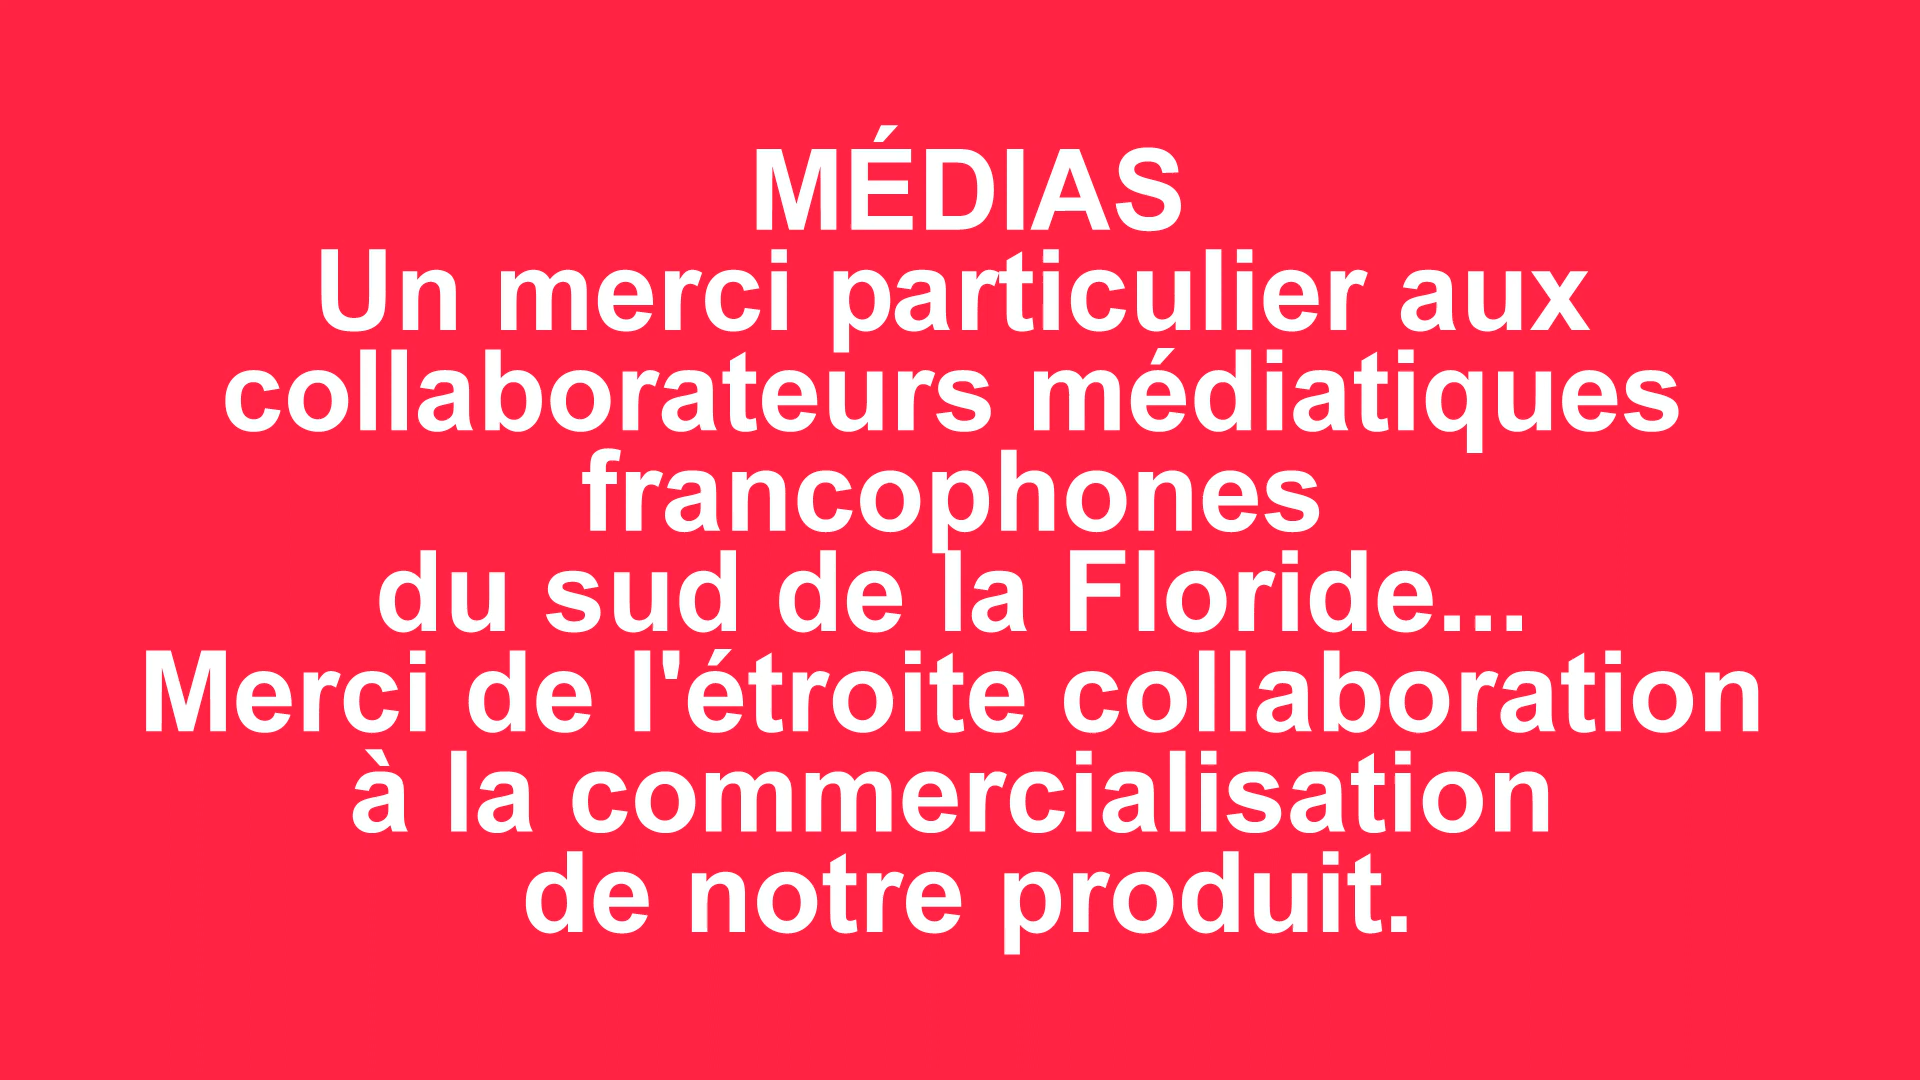 MÉDIAS
Un merci particulier aux
collaborateurs médiatiques
francophones
du sud de la Floride...
Merci de l'étroite collaboration
à la commercialisation
de notre produit.